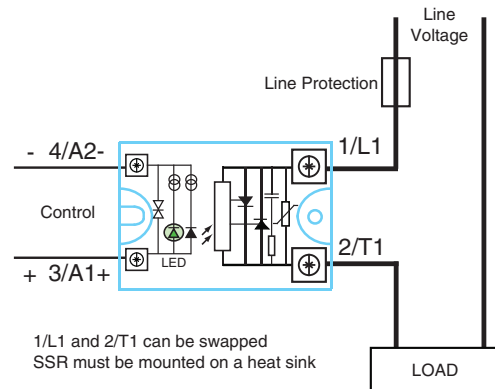 Line
Voltage
Line Protection
1/L1
- 4/A2-
Control
LED
2/T1
+ 3/A1+
1/L1 and 2/T1 can be swapped
SSR must be mounted on a heat sink
LOAD